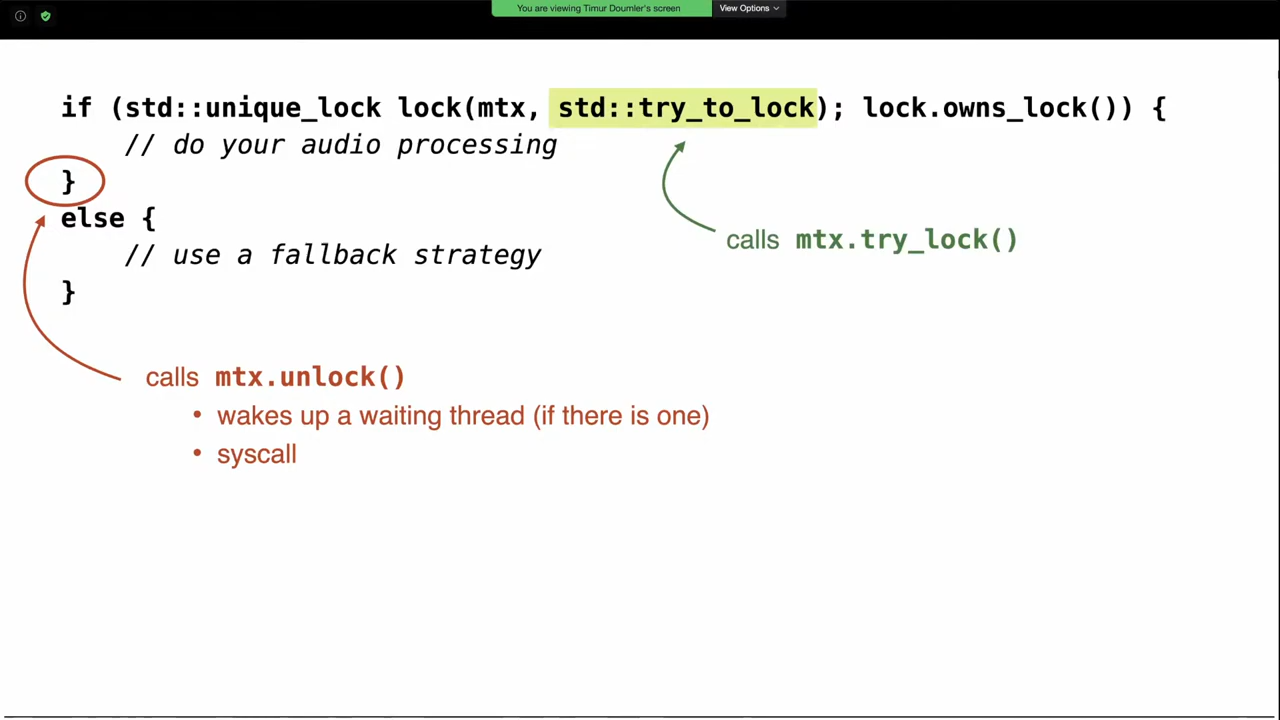 You are viewing Timur Doumler's screen
View Options
if (std::unique_lock lock(mtx, std::try_to_lock); lock.owns_lock()) {
// do your audio processing
}
else {
calls mtx.try_lock()
// use a fallback strategy
}
calls mtx.unlock()
• wakes up a waiting thread (if there is one)
• syscall